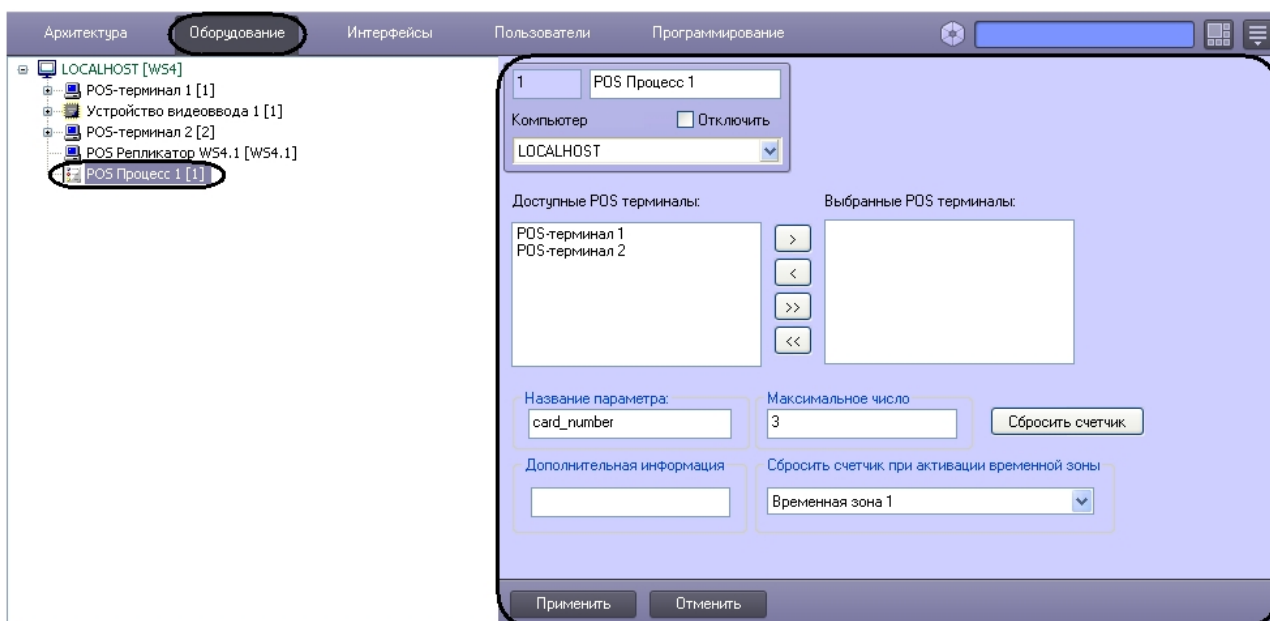 Архитектура Оборудование Интерфейсы Пользователи Программирование
LOCALHOST [WS4]
POS-терминал 1 [1]
Устройство видеоввода 1 [1]
POS-терминал 2 [2]
POS Репликатор WS4.1 [WS4.1]
POS Процесс 1 [1]
1 POS Процесс 1
Компьютер Отключить
LOCALHOST
Доступные POS терминалы: Выбранные POS терминалы:
POS-терминал 1
POS-терминал 2
>
<
>>
<<
Название параметра: Максимальное число
card_number 3 Сбросить счетчик
Дополнительная информация Сбросить счетчик при активации временной зоны
Временная зона 1
Применить Отменить